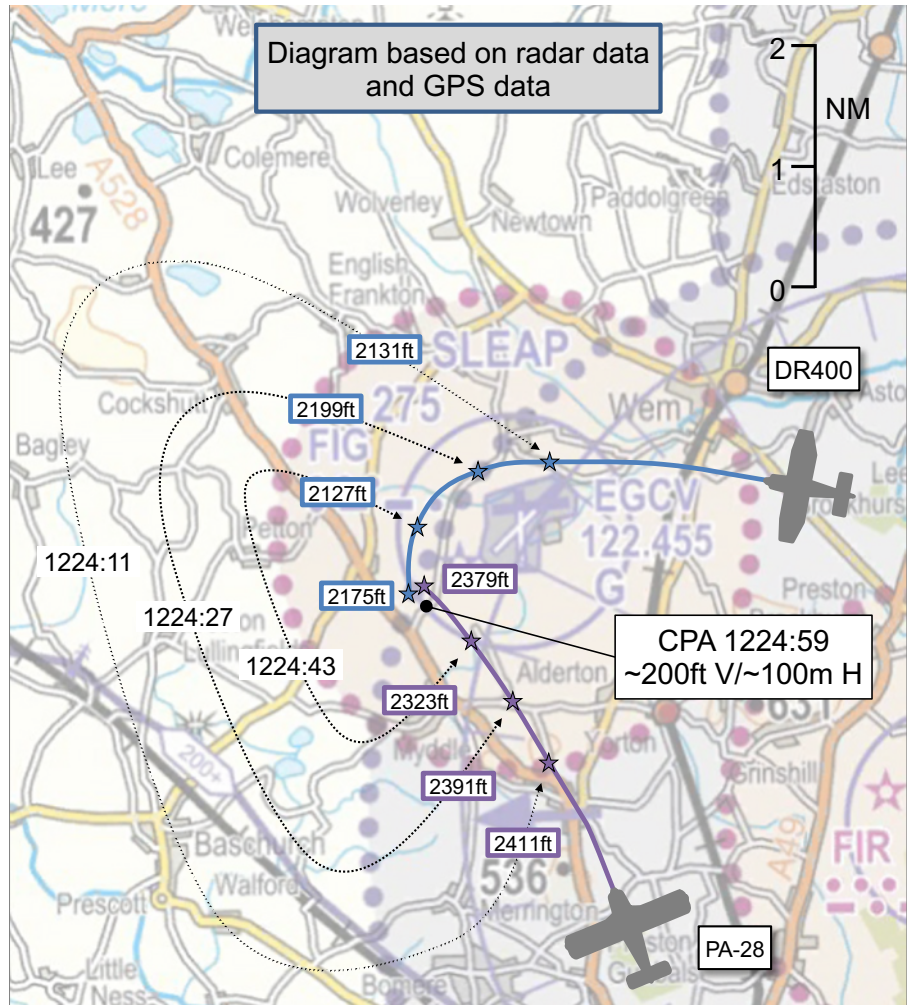 Welshampton
Diagram based on radar data
and GPS data
2
NM
1
0
Colemere
Lee
427
A528
Wolverley
Newtown
Paddolgreen
Edstaston
English
Frankton
2131ft
SLEAP
DR400
2199ft
275
FIG
Cockshutt
Wem
Bagley
2127ft
EGCV
122.455
G
Petton
1224:11
2175ft
2379ft
Preston
1224:27
CPA 1224:59
~200ft V/~100m H
1224:43
Alderton
2323ft
Myddle
Yorton
200+
2391ft
Grinshill
A49
Baschurch
2411ft
FIR
Walford
536
Prescott
Merrington
PA-28
Little
Ness
Bomere